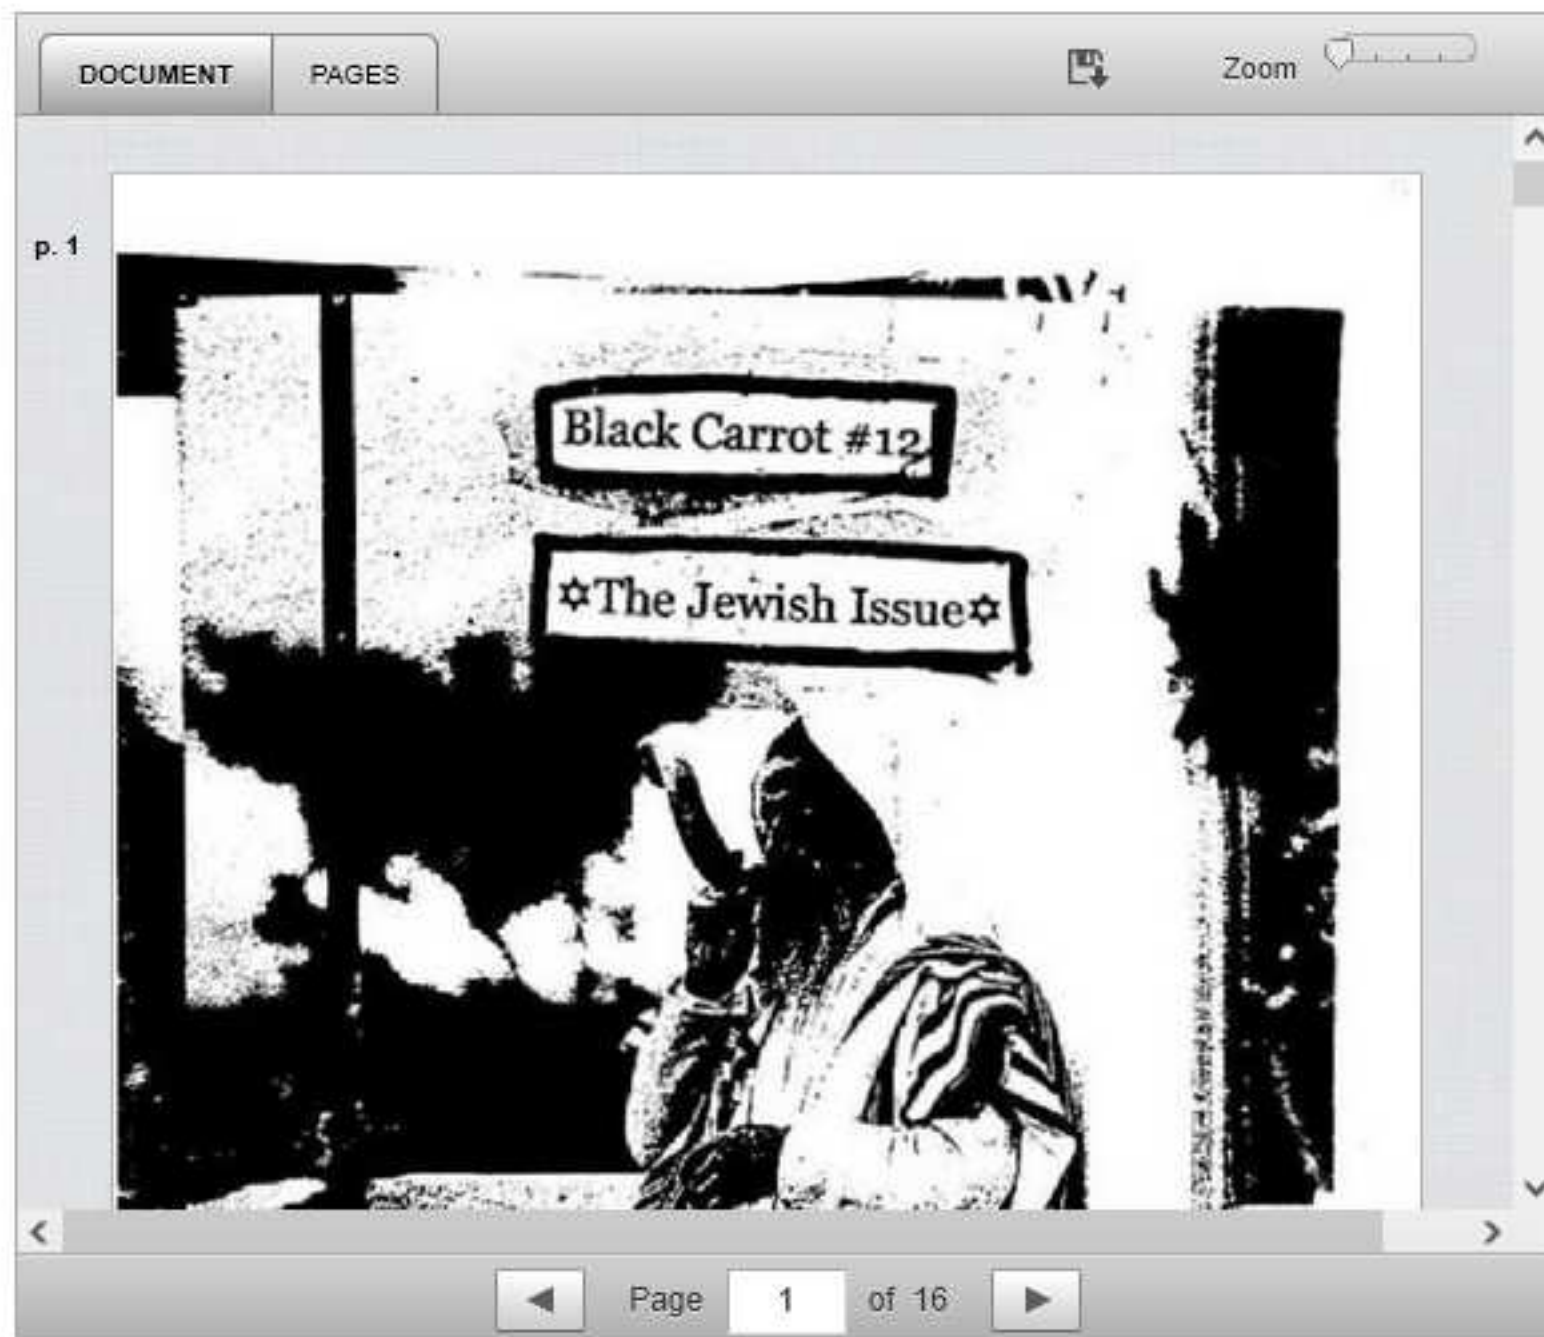 DOCUMENT PAGES Zoom
p. 1
Black Carrot #12
✡The Jewish Issue✡
Page 1 of 16